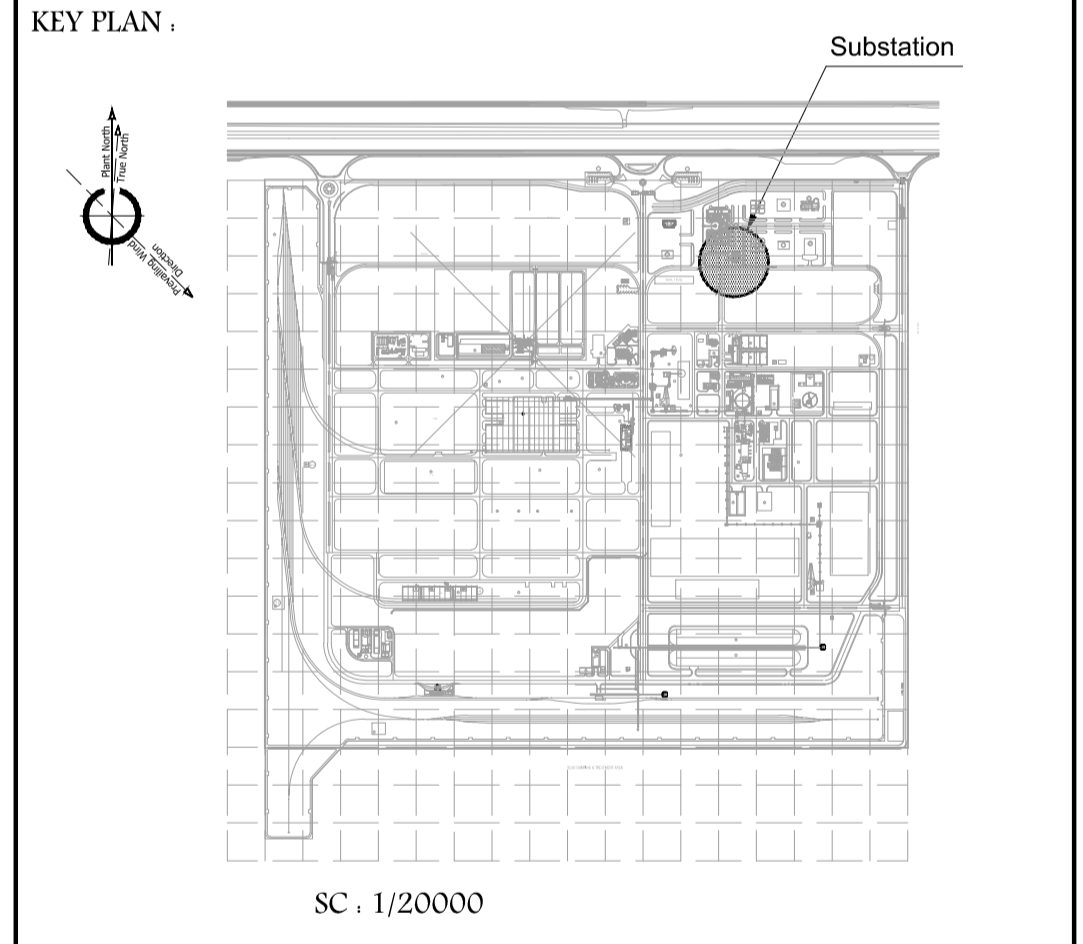 KEY PLAN :
Substation
Plant North
True North
Prevailing Wind
Direction
SC : 1/20000